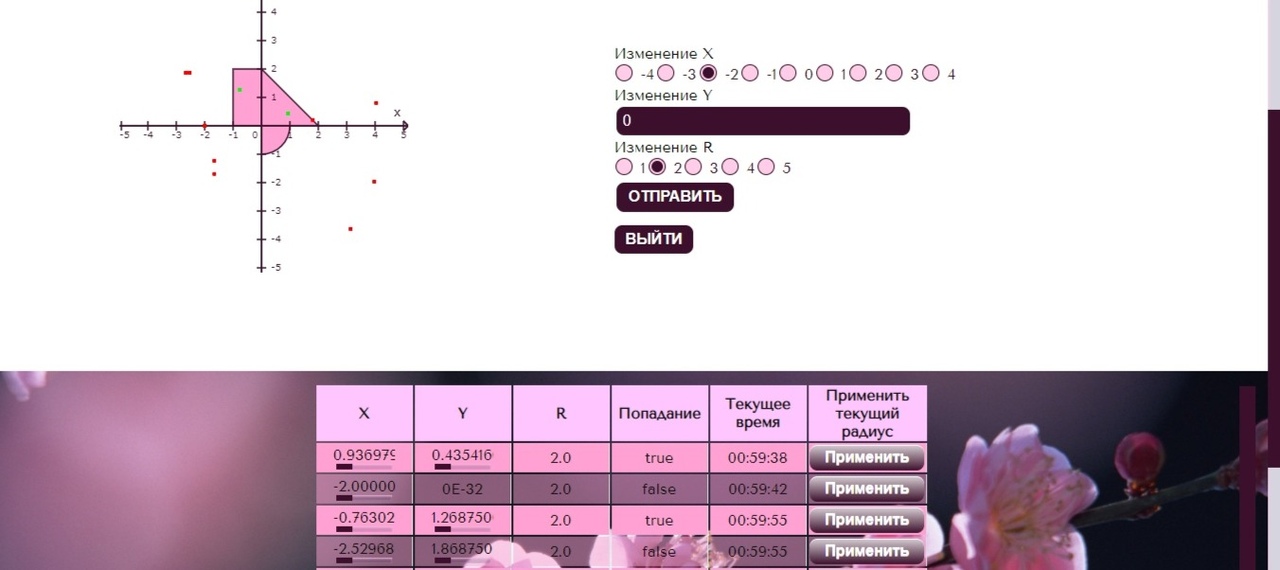 4
3
2
1
x
-5 -4 -3 -2 -1 0 1 2 3 4 5
-1
-2
-3
-4
-5
Изменение X
-4 -3 -2 -1 0 1 2 3 4
Изменение Y
0
Изменение R
1 2 3 4 5
ОТПРАВИТЬ
ВЫЙТИ
X Y R Попадание Текущее время Применить текущий радиус
0.936979 0.435416 2.0 true 00:59:38 Применить
-2.00000 0E-32 2.0 false 00:59:42 Применить
-0.76302 1.268750 2.0 true 00:59:55 Применить
-2.52968 1.868750 2.0 false 00:59:55 Применить